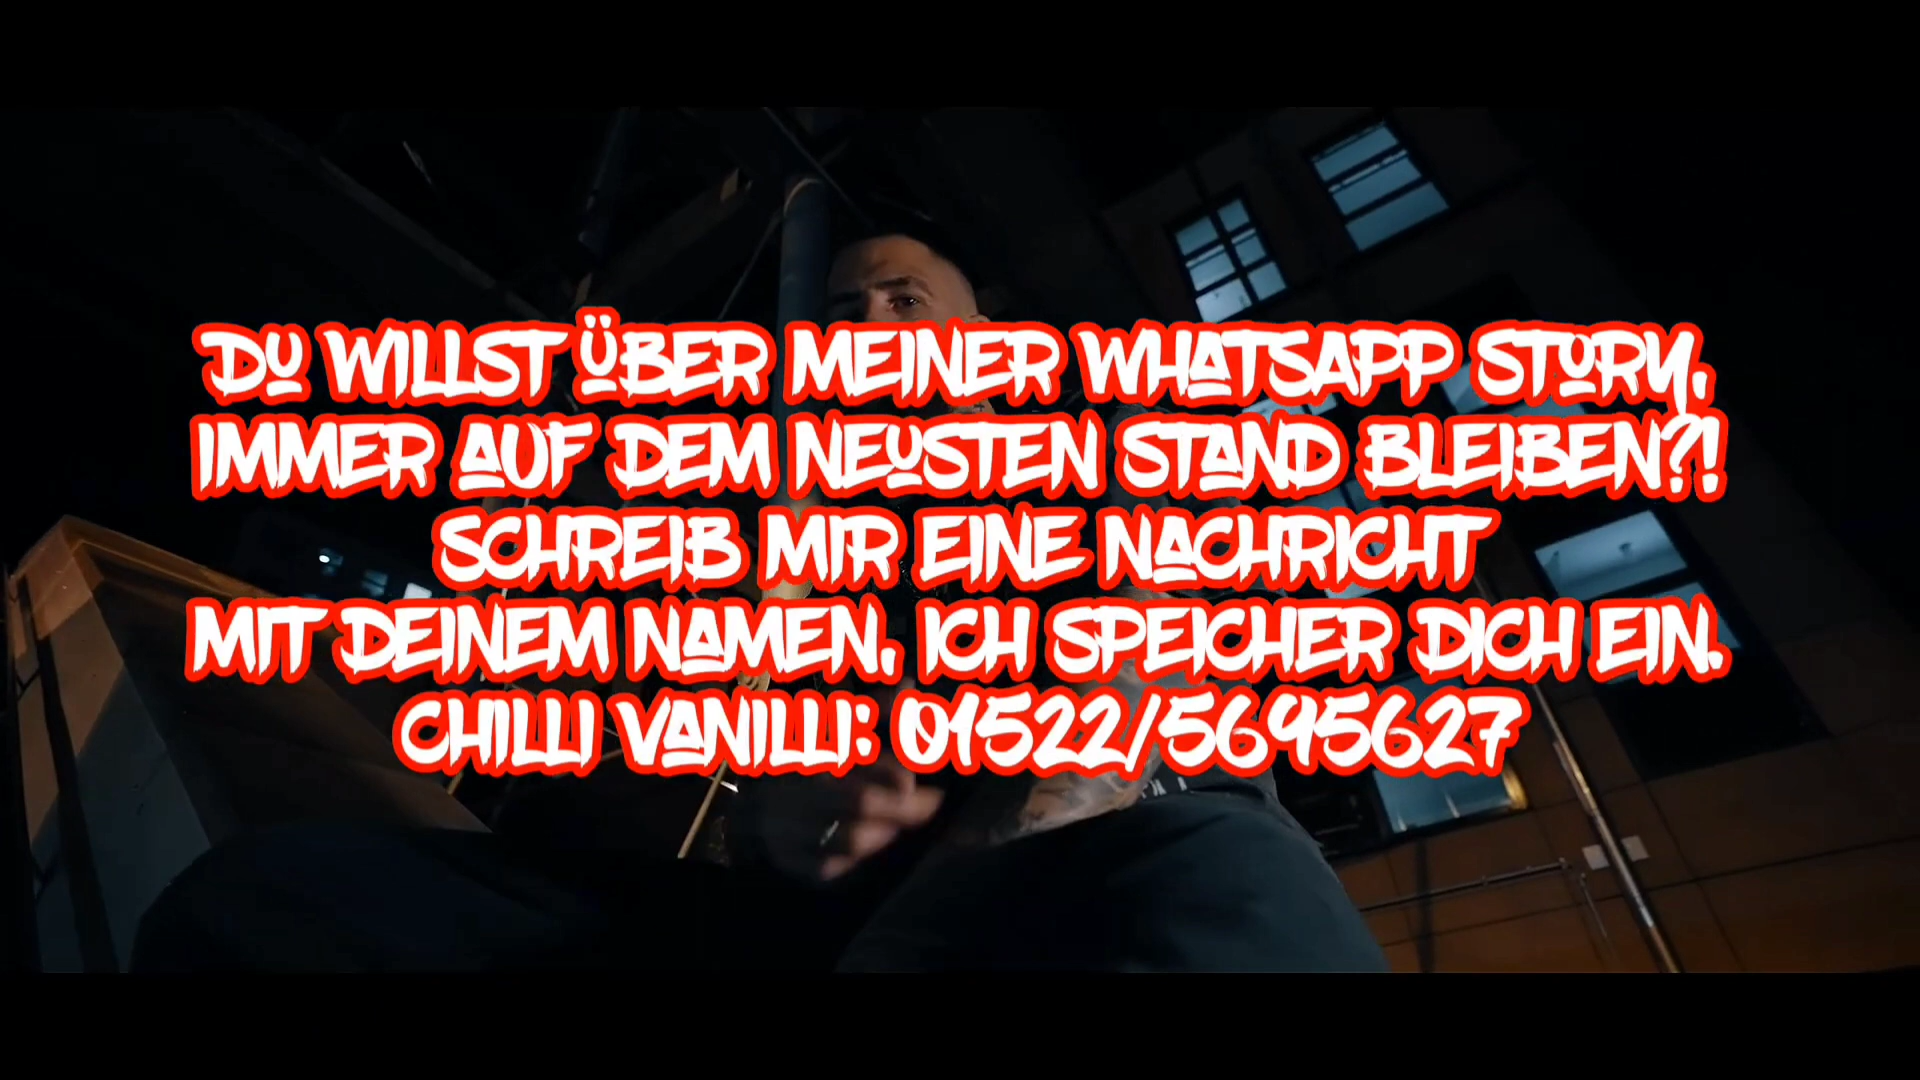 DU WILLST ÜBER MEINER WHATSAPP STORY,
IMMER AUF DEM NEUSTEN STAND BLEIBEN?!
SCHREIB MIR EINE NACHRICHT
MIT DEINEM NAMEN, ICH SPEICHER DICH EIN.
CHILLI VANILLI: 01522/5695627